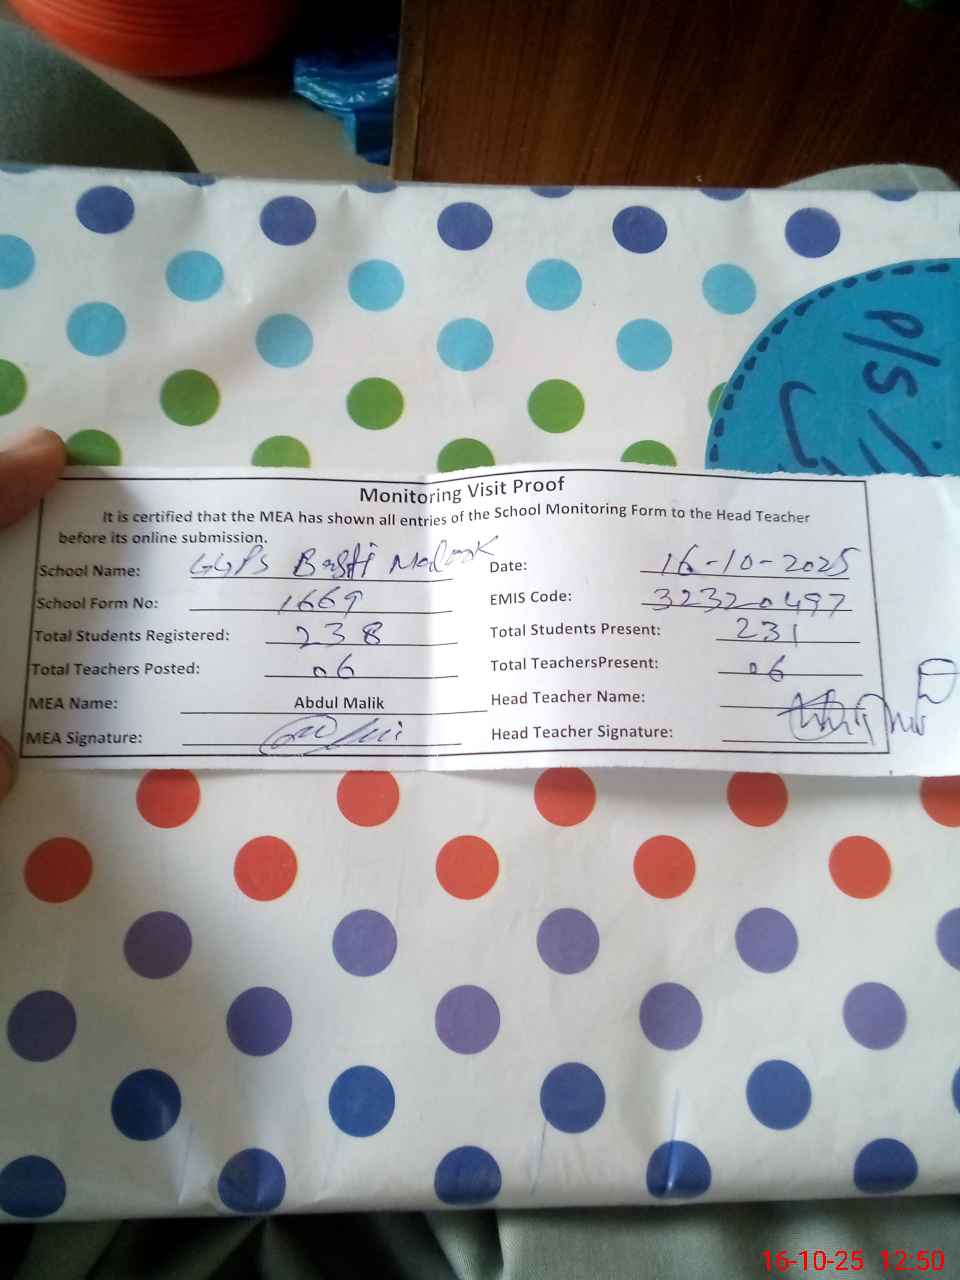 Monitoring Visit Proof
It is certified that the MEA has shown all entries of the School Monitoring Form to the Head Teacher
before its online submission.
School Name: GGPS Basti Date: 16-10-2025
School Form No: 1669 EMIS Code: 32320497
Total Students Registered: 238 Total Students Present: 231
Total Teachers Posted: 06 Total TeachersPresent: 06
MEA Name: Abdul Malik Head Teacher Name:
MEA Signature: Head Teacher Signature:
P/S
16-10-25 12:50